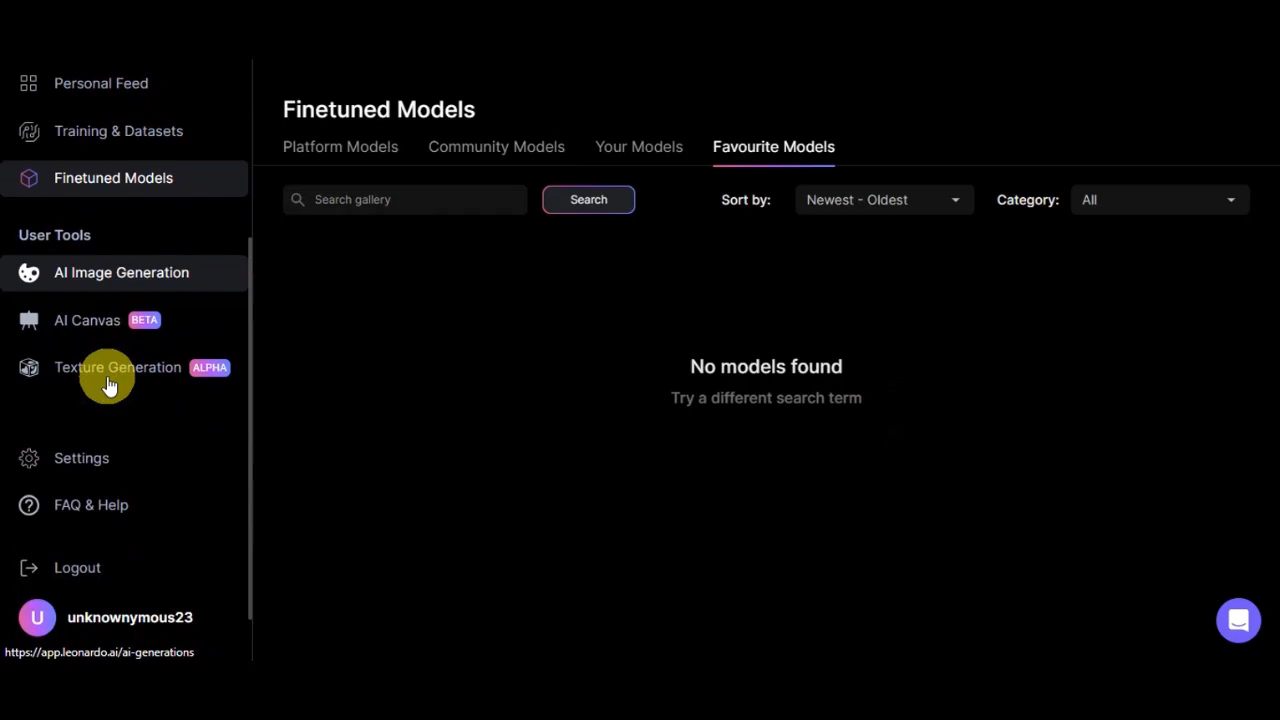 Personal Feed
Training & Datasets
Finetuned Models
User Tools
AI Image Generation
AI Canvas BETA
Texture Generation ALPHA
Settings
FAQ & Help
Logout
U unknownymous23
https://app.leonardo.ai/ai-generations
Finetuned Models
Platform Models Community Models Your Models Favourite Models
Search gallery Search Sort by: Newest - Oldest Category: All
No models found
Try a different search term